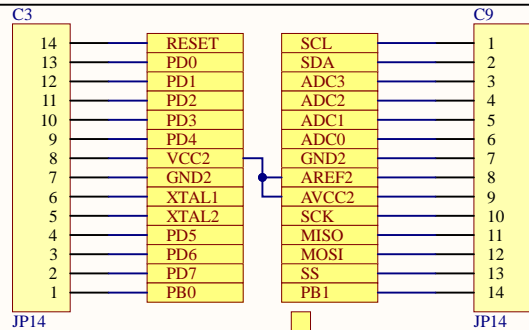 C3 C9
14 RESET SCL 1
13 PD0 SDA 2
12 PD1 ADC3 3
11 PD2 ADC2 4
10 PD3 ADC1 5
9 PD4 ADC0 6
8 VCC2 GND2 7
7 GND2 AREF2 8
6 XTAL1 AVCC2 9
5 XTAL2 SCK 10
4 PD5 MISO 11
3 PD6 MOSI 12
2 PD7 SS 13
1 PB0 PB1 14
JP14 JP14